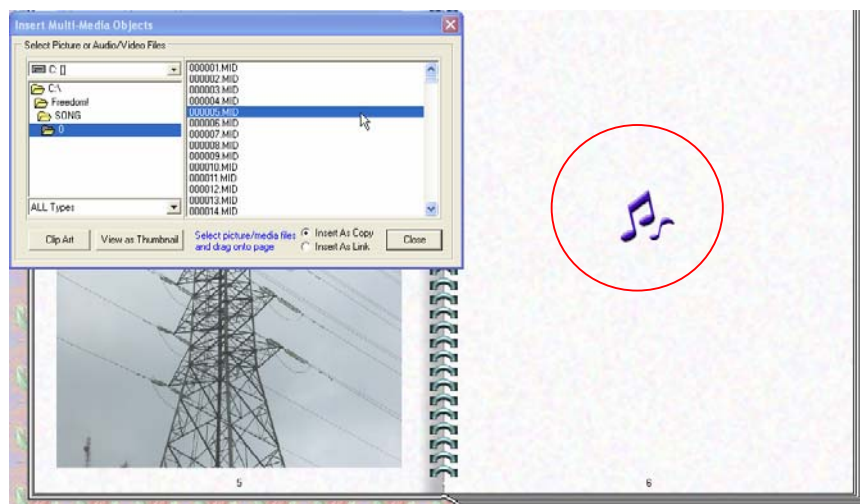 Insert Multi-Media Objects
Select Picture or Audio/Video Files
C: []
C:\
Freedom!
SONG
0
ALL Types
000001.MID
000002.MID
000003.MID
000004.MID
000005.MID
000006.MID
000007.MID
000008.MID
000009.MID
000010.MID
000011.MID
000012.MID
000013.MID
000014.MID
Clip Art
View as Thumbnail
Select picture/media files
and drag onto page
Insert As Copy
Insert As Link
Close
5
6